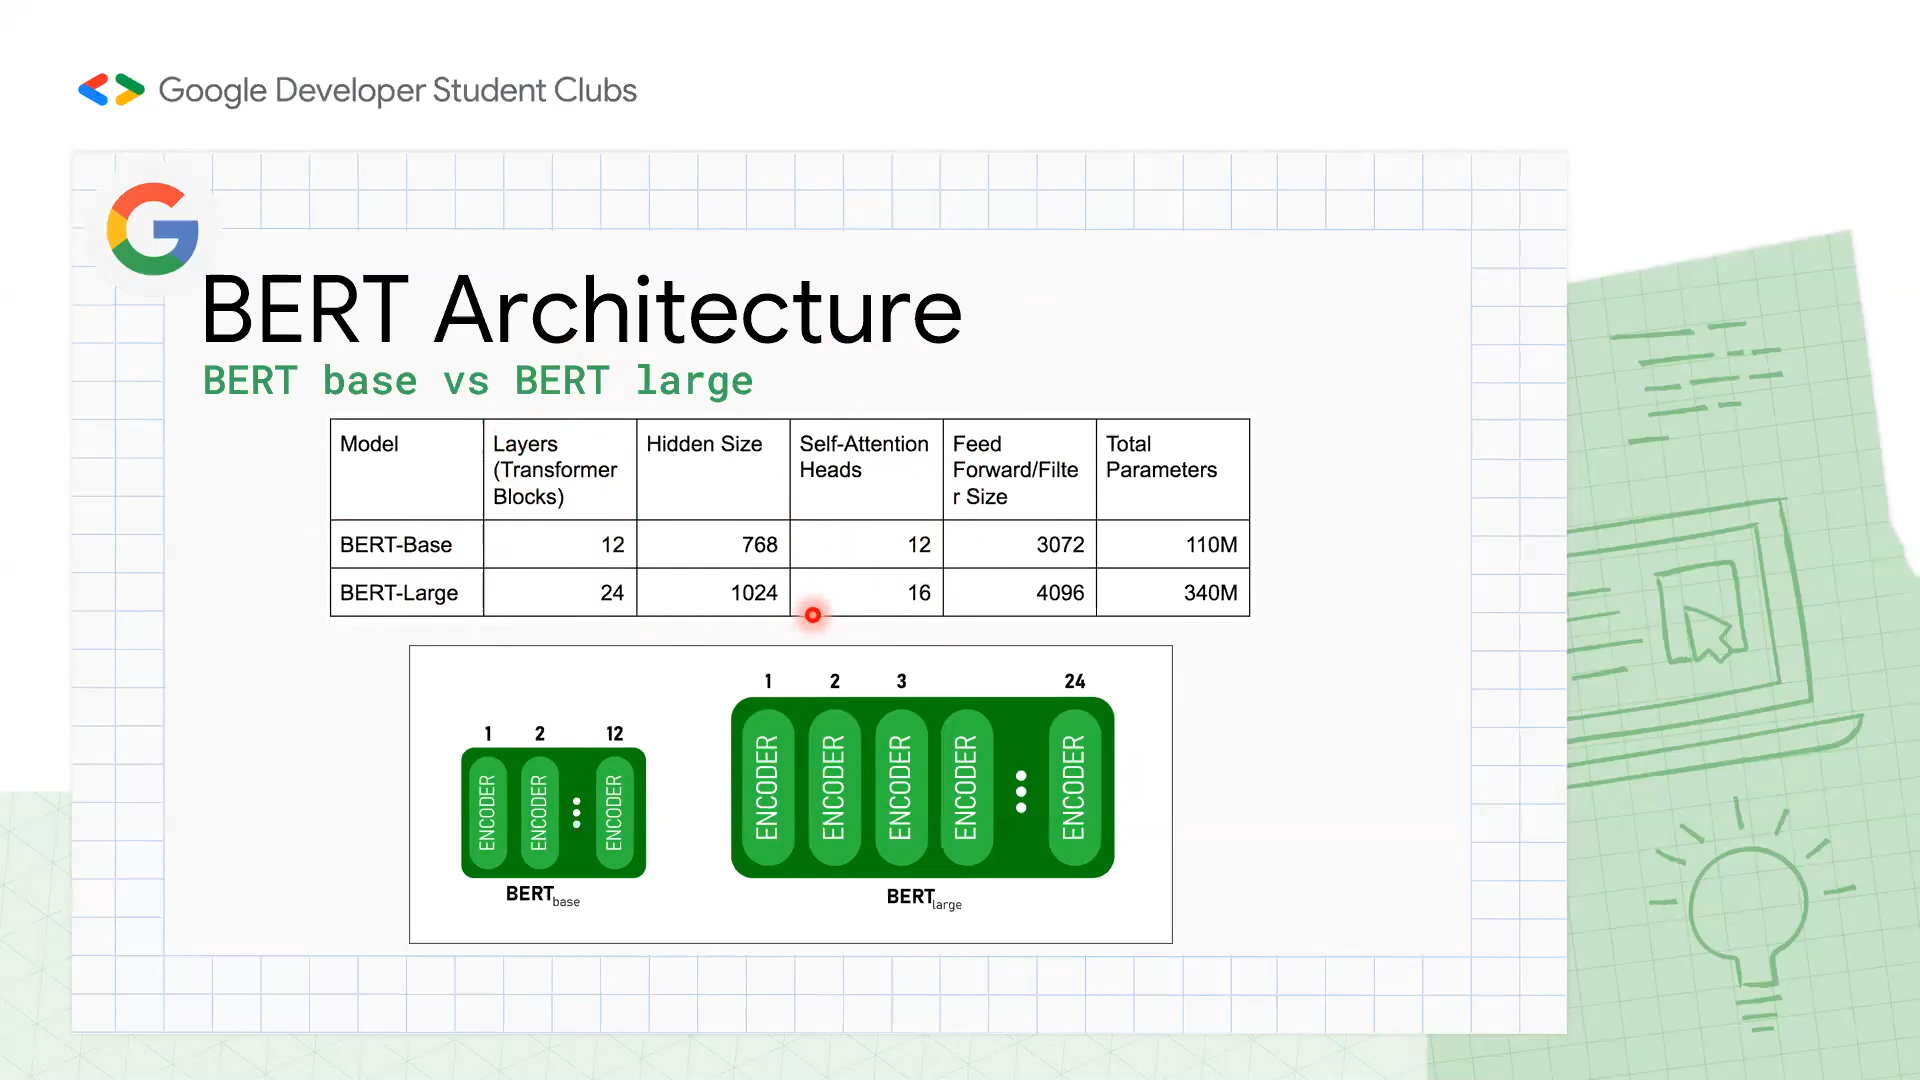 Google Developer Student Clubs
BERT Architecture
BERT base vs BERT large
Model
Layers
(Transformer
Blocks)
Hidden Size
Self-Attention
Heads
Feed
Forward/Filte
r Size
Total
Parameters
BERT-Base 12 768 12 3072 110M
BERT-Large 24 1024 16 4096 340M
1 2 12
ENCODER ENCODER ENCODER
BERTbase
1 2 3 24
ENCODER ENCODER ENCODER ENCODER ENCODER
BERTlarge